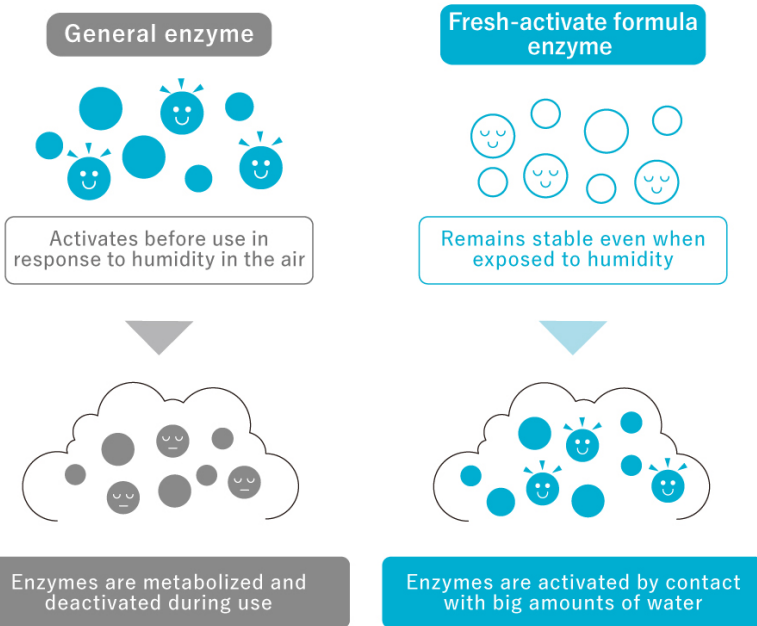 General enzyme
Fresh-activate formula
enzyme
Activates before use in
response to humidity in the air
Remains stable even when
exposed to humidity
Enzymes are metabolized and
deactivated during use
Enzymes are activated by contact
with big amounts of water